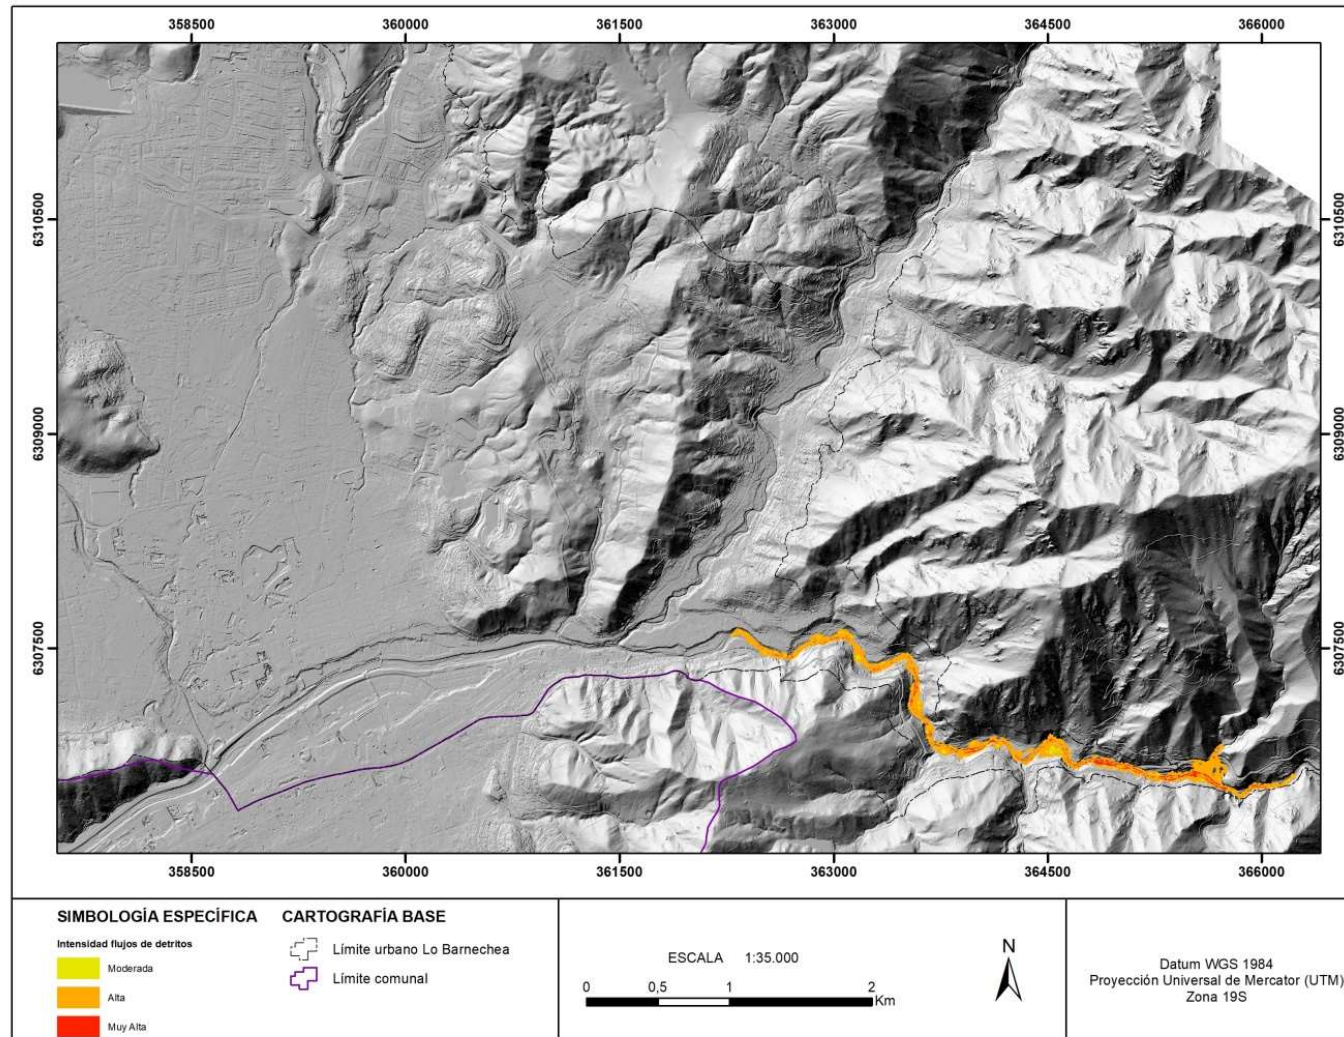 358500 360000 361500 363000 364500 366000
6310500 6310500
6309000 6309000
6307500 6307500
358500 360000 361500 363000 364500 366000
SIMBOLOGÍA ESPECÍFICA
Intensidad flujos de detritos
Moderada
Alta
Muy Alta
CARTOGRAFÍA BASE
Límite urbano Lo Barnechea
Límite comunal
ESCALA 1:35.000
0 0,5 1 2
Km
N
Datum WGS 1984
Proyección Universal de Mercator (UTM)
Zona 19S